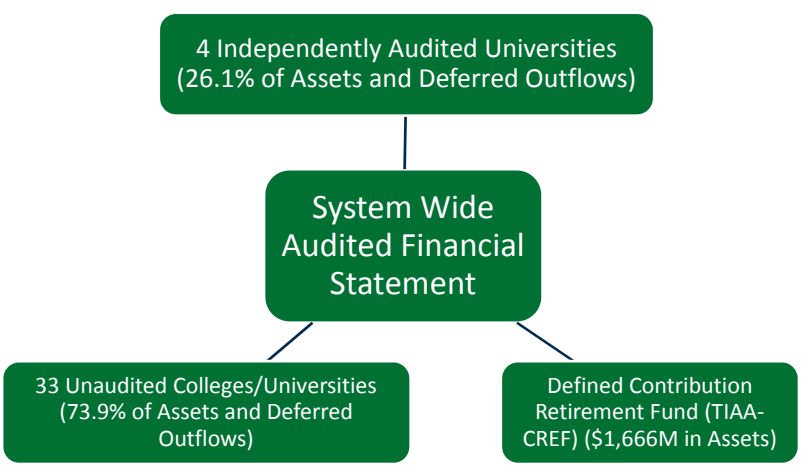 4 Independently Audited Universities
(26.1% of Assets and Deferred Outflows)
System Wide
Audited Financial
Statement
33 Unaudited Colleges/Universities
(73.9% of Assets and Deferred
Outflows)
Defined Contribution
Retirement Fund (TIAA-
CREF) ($1,666M in Assets)